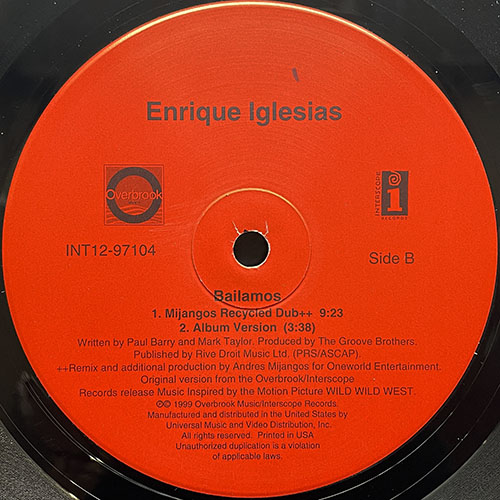 Enrique Iglesias
Overbrook
MUSIC
INTERSCOPE
RECORDS
INT12-97104
Side B
Bailamos
1. Mijangos Recycled Dub++ 9:23
2. Album Version (3:38)
Written by Paul Barry and Mark Taylor. Produced by The Groove Brothers.
Published by Rive Droit Music Ltd. (PRS/ASCAP).
++Remix and additional production by Andres Mijangos for Oneworld Entertainment.
Original version from the Overbrook/Interscope
Records release Music Inspired by the Motion Picture WILD WILD WEST.
℗© 1999 Overbrook Music/Interscope Records.
Manufactured and distributed in the United States by
Universal Music and Video Distribution, Inc.
All rights reserved. Printed in USA
Unauthorized duplication is a violation
of applicable laws.